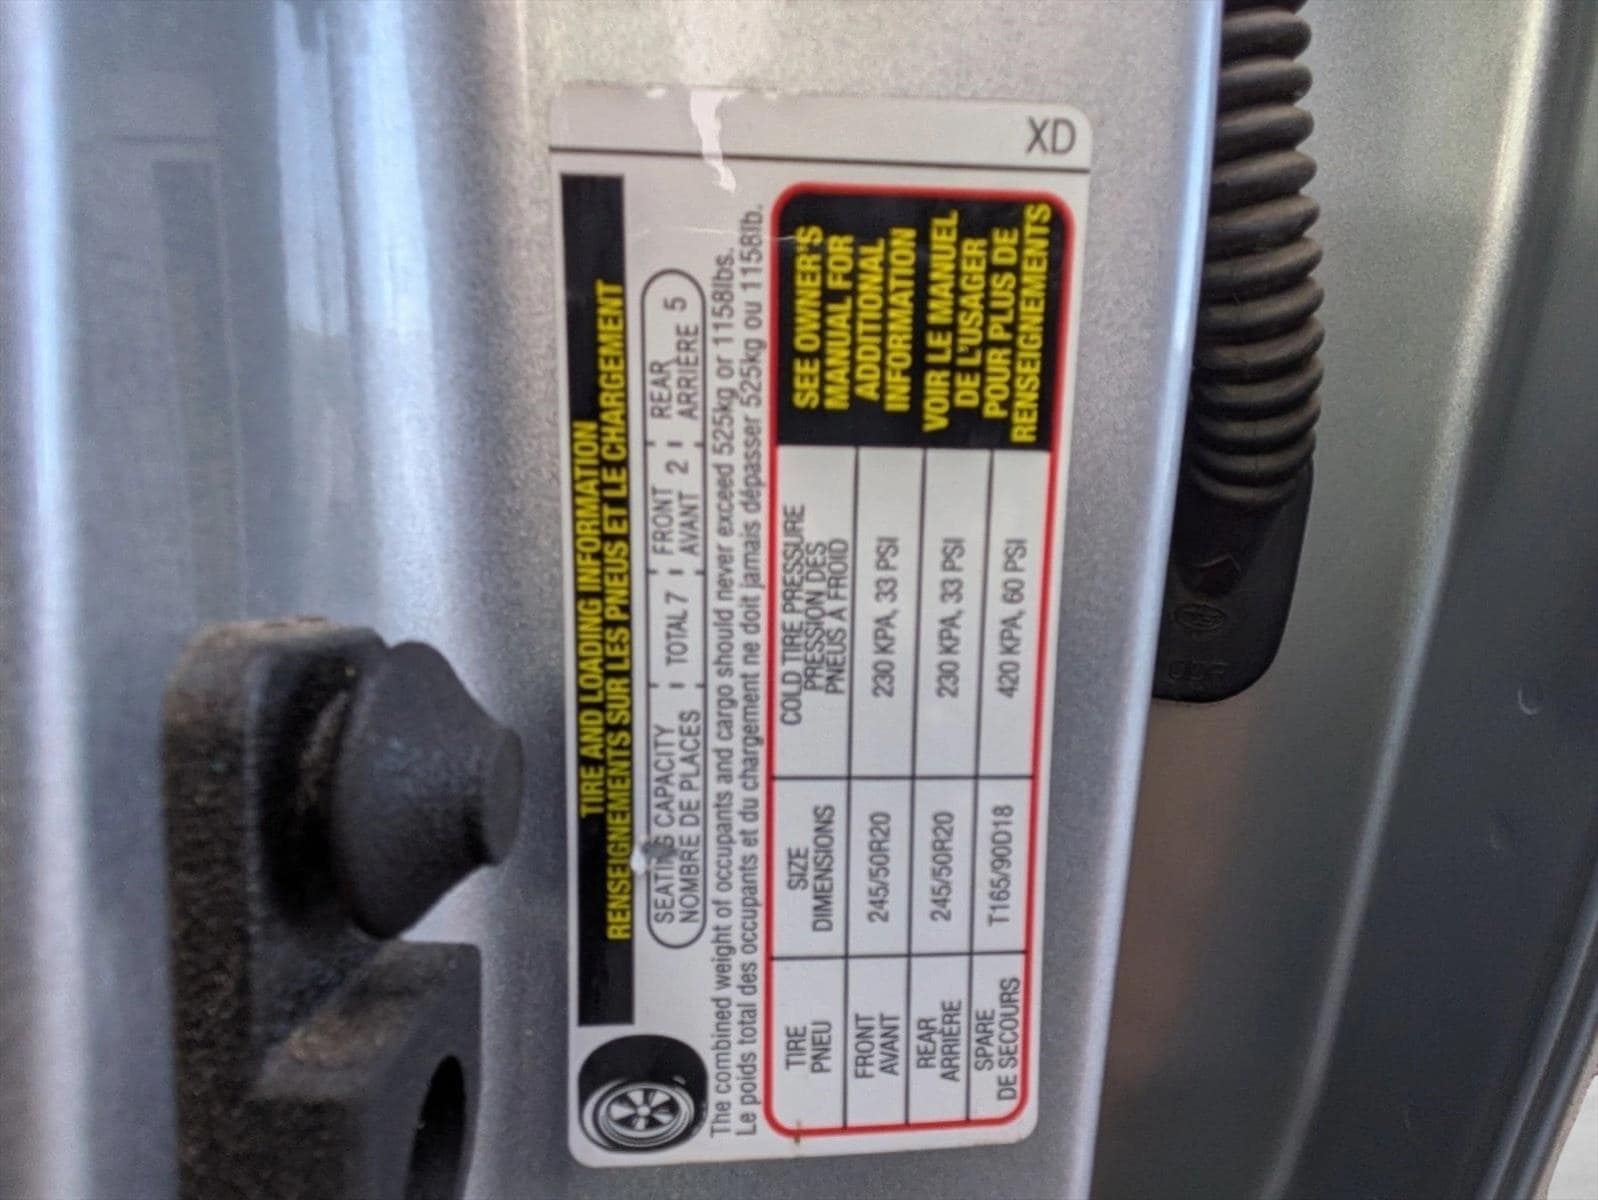 XD
TIRE AND LOADING INFORMATION
RENSEIGNEMENTS SUR LES PNEUS ET LE CHARGEMENT
SEATING CAPACITY TOTAL 7 FRONT 2 REAR 5
NOMBRE DE PLACES AVANT ARRIÈRE
The combined weight of occupants and cargo should never exceed 525kg or 1158lbs.
Le poids total des occupants et du chargement ne doit jamais dépasser 525kg ou 1158lb.
TIRE SIZE COLD TIRE PRESSURE
PNEU DIMENSIONS PRESSION DES
PNEUS À FROID
FRONT 245/50R20 230 KPA, 33 PSI
AVANT
REAR 245/50R20 230 KPA, 33 PSI
ARRIÈRE
SPARE T165/90D18 420 KPA, 60 PSI
DE SECOURS
SEE OWNER'S
MANUAL FOR
ADDITIONAL
INFORMATION
VOIR LE MANUEL
DE L'USAGER
POUR PLUS DE
RENSEIGNEMENTS